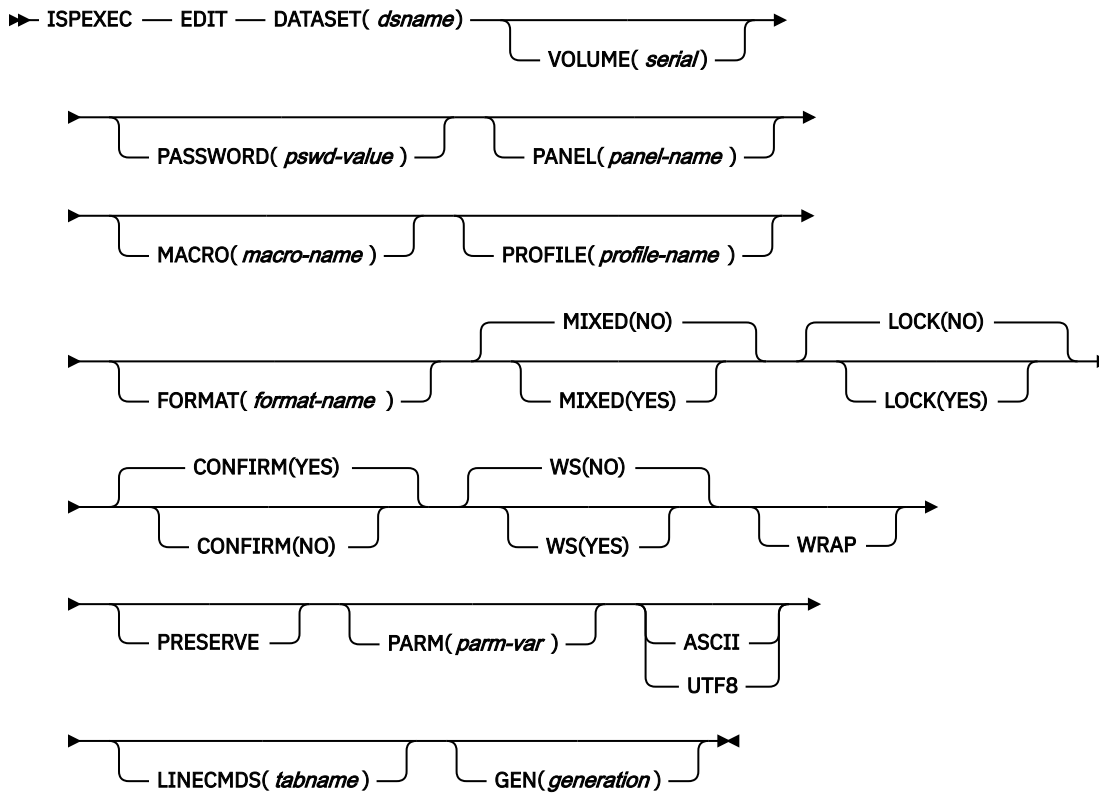 ISPEXEC EDIT DATASET( dsname)
VOLUME( serial)
PASSWORD( pswd-value ) PANEL( panel-name )
MACRO( macro-name ) PROFILE( profile-name )
MIXED(NO) LOCK(NO)
FORMAT( format-name ) MIXED(YES) LOCK(YES)
CONFIRM(YES) WS(NO)
CONFIRM(NO) WS(YES) WRAP
PRESERVE PARM( parm-var ) ASCII
UTF8
LINECMDS( tabname) GEN( generation)